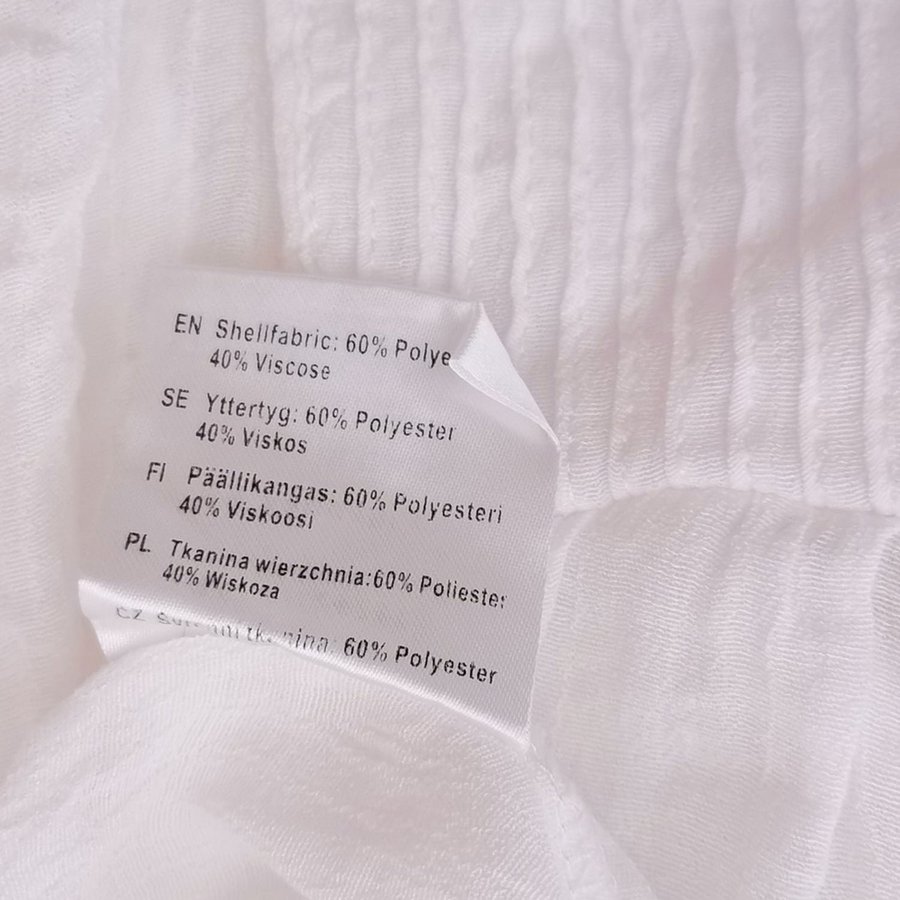 EN Shellfabric: 60% Polye
40% Viscose
SE Yttertyg: 60% Polyester
40% Viskos
FI Päällikangas: 60% Polyesteri
40% Viskoosi
PL Tkanina wierzchnia:60% Poliester
40% Wiskoza
CZ 60% Polyester